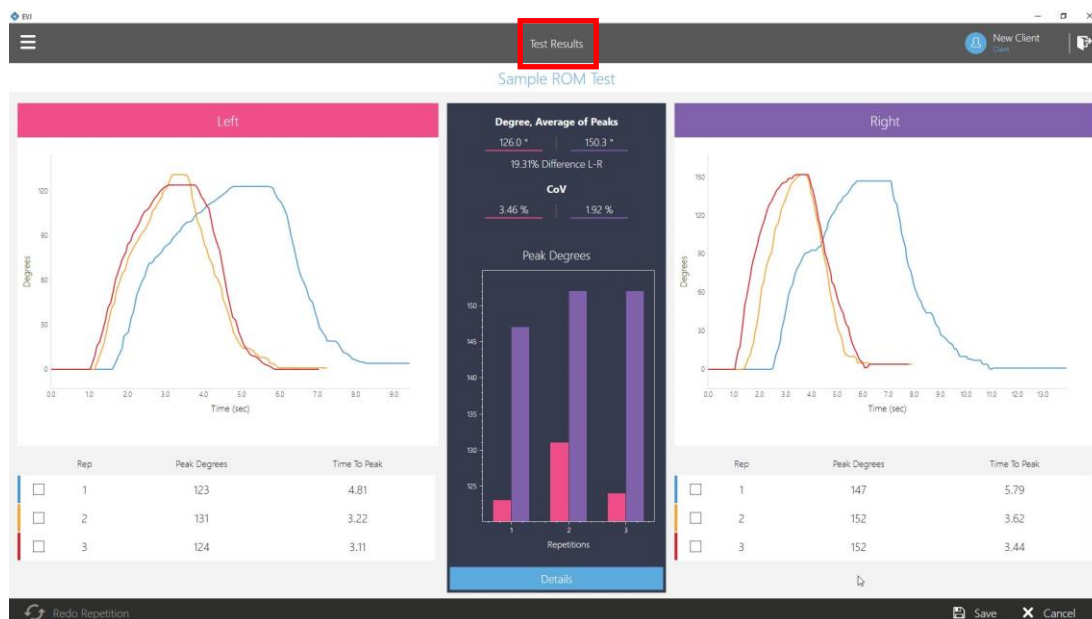 EVJ
Test Results
New Client
Client
Sample ROM Test
Left
Degrees
120
90
60
30
0
0.0 1.0 2.0 3.0 4.0 5.0 6.0 7.0 8.0 9.0
Time (sec)
Rep Peak Degrees Time To Peak
1 123 4.81
2 131 3.22
3 124 3.11
Degree, Average of Peaks
126.0 ° 150.3 °
19.31% Difference L-R
CoV
3.46 % 1.92 %
Peak Degrees
150
145
140
135
130
125
1 2 3
Repetitions
Details
Right
Degrees
150
120
90
60
30
0
0.0 1.0 2.0 3.0 4.0 5.0 6.0 7.0 8.0 9.0 10.0 11.0 12.0 13.0
Time (sec)
Rep Peak Degrees Time To Peak
1 147 5.79
2 152 3.62
3 152 3.44
Redo Repetition
Save Cancel